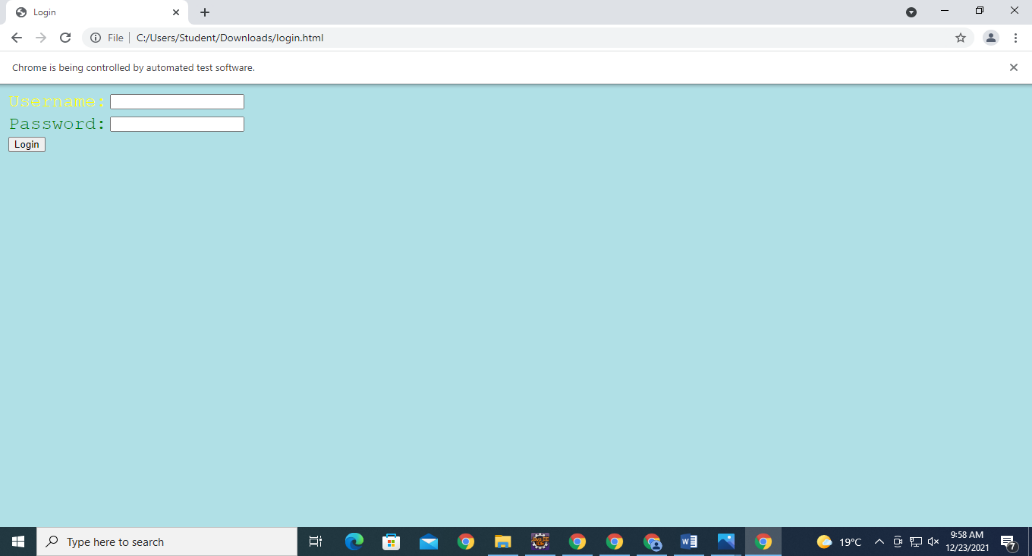 Login
File C:/Users/Student/Downloads/login.html
Chrome is being controlled by automated test software.
Username:
Password:
Login
Type here to search
19°C
9:58 AM
12/23/2021